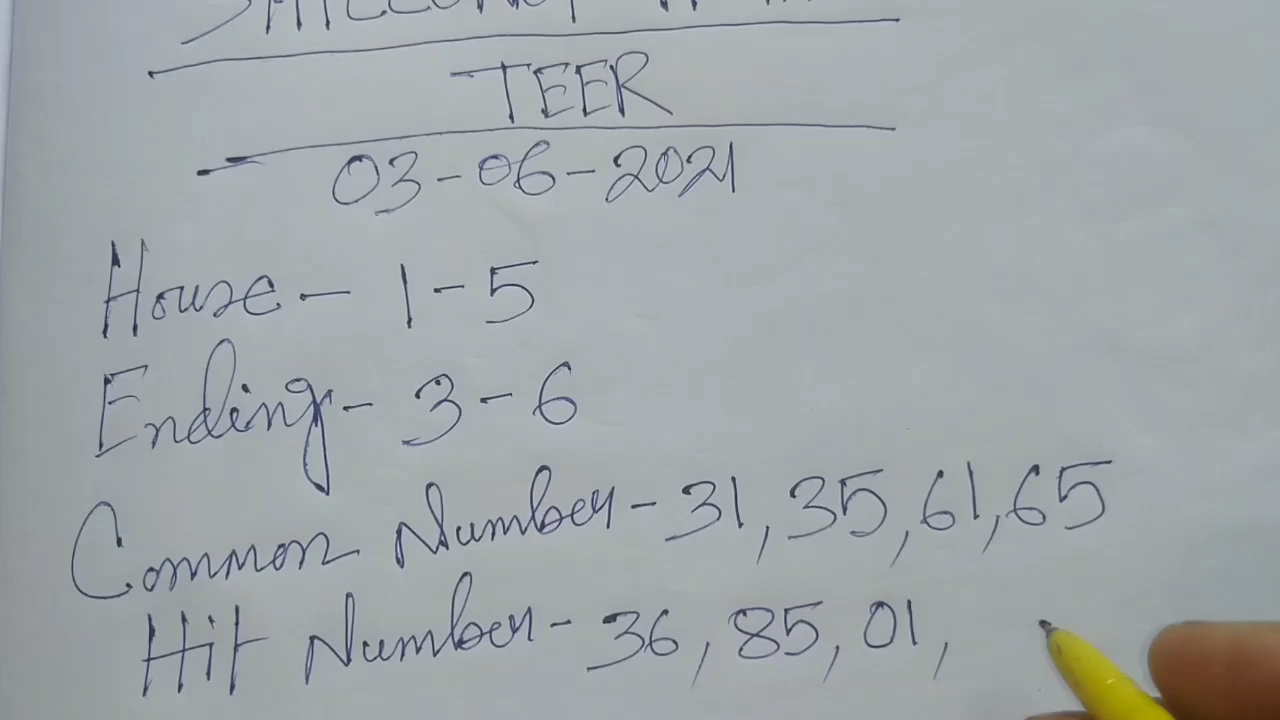 SHILLONG
TEER
03-06-2021
House - 1-5
Ending - 3-6
Common Number - 31, 35, 61, 65
Hit Number - 36, 85, 01,